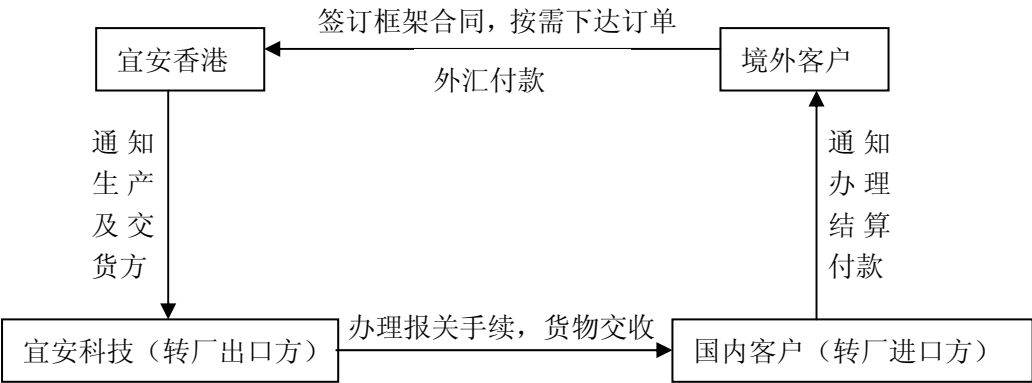 签订框架合同，按需下达订单
宜安香港
境外客户
外汇付款
通 知
生 产
及 交
货方
通 知
办 理
结 算
付款
办理报关手续，货物交收
宜安科技（转厂出口方）
国内客户（转厂进口方）